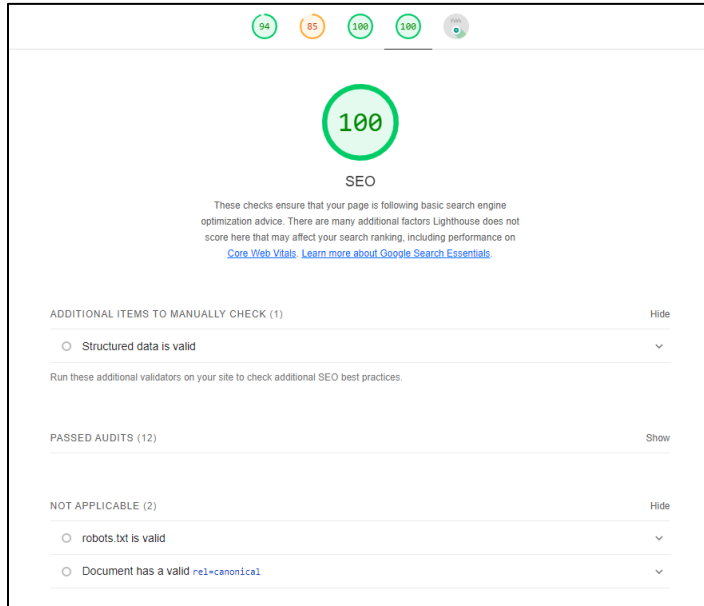 94 85 100 100
100
SEO
These checks ensure that your page is following basic search engine
optimization advice. There are many additional factors Lighthouse does not
score here that may affect your search ranking, including performance on
Core Web Vitals. Learn more about Google Search Essentials.
ADDITIONAL ITEMS TO MANUALLY CHECK (1) Hide
Structured data is valid
Run these additional validators on your site to check additional SEO best practices.
PASSED AUDITS (12) Show
NOT APPLICABLE (2) Hide
robots.txt is valid
Document has a valid rel=canonical